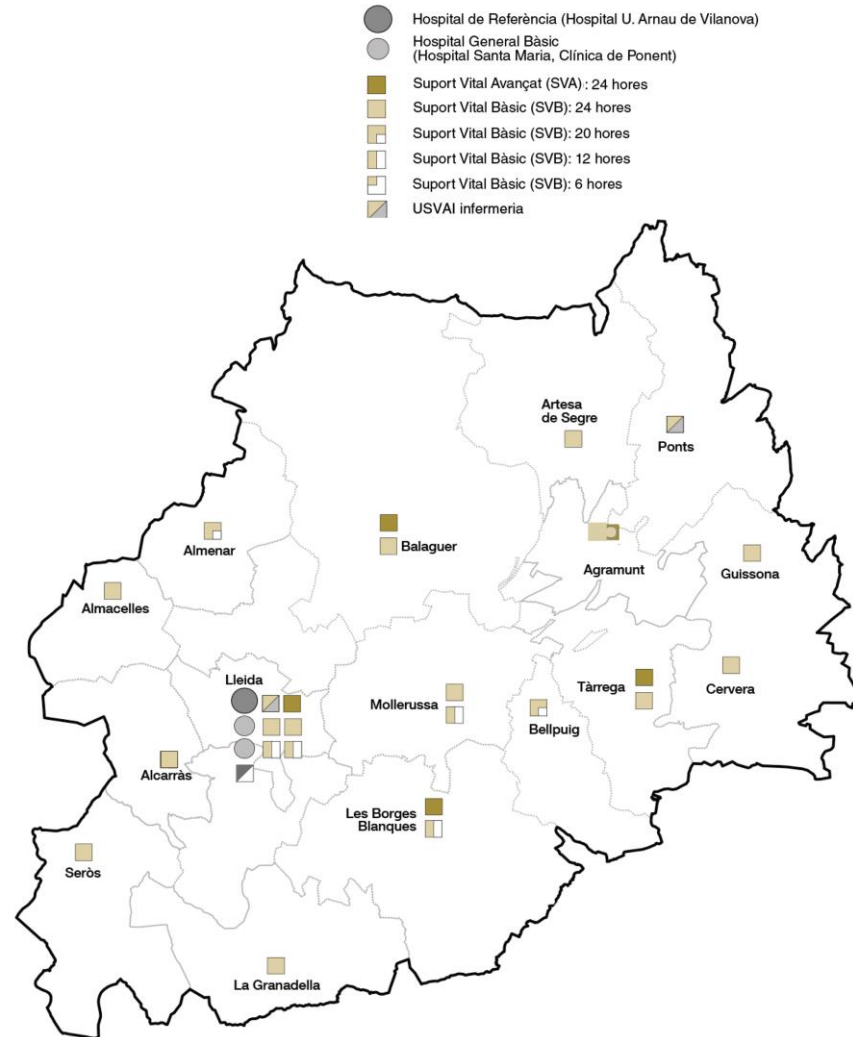 Hospital de Referència (Hospital U. Arnau de Vilanova)
Hospital General Bàsic
(Hospital Santa Maria, Clínica de Ponent)
Suport Vital Avançat (SVA) : 24 hores
Suport Vital Bàsic (SVB): 24 hores
Suport Vital Bàsic (SVB): 20 hores
Suport Vital Bàsic (SVB): 12 hores
Suport Vital Bàsic (SVB): 6 hores
USVAI infermeria
Artesa
de Segre
Ponts
Almenar
Balaguer
Agramunt
Guissona
Almacelles
Lleida
Tàrrega
Cervera
Mollerussa
Bellpuig
Alcarràs
Les Borges
Blanques
Seròs
La Granadella